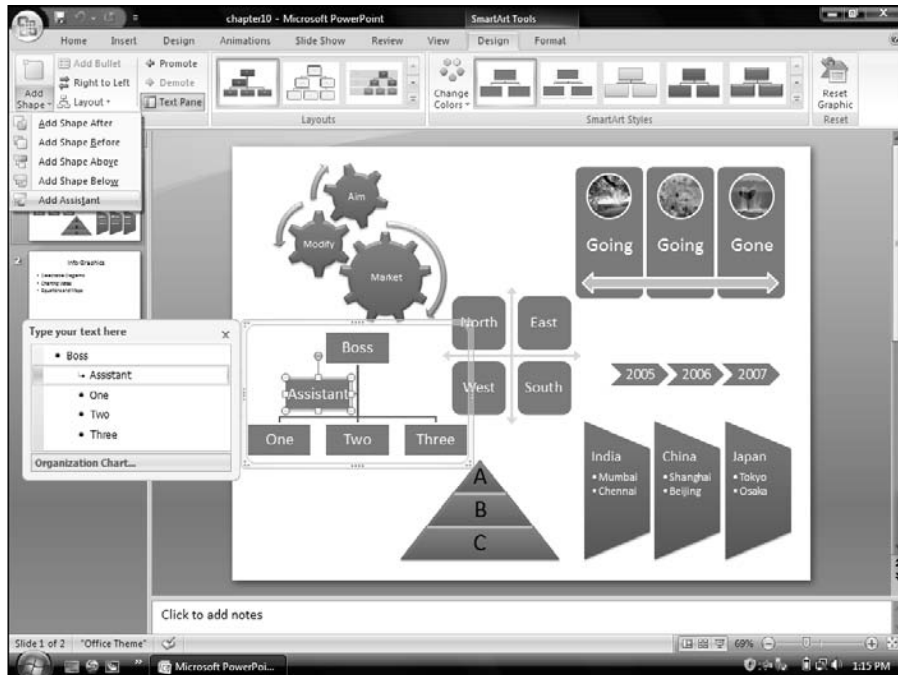 chapter10 - Microsoft PowerPoint
SmartArt Tools
Home Insert Design Animations Slide Show Review View Design Format
Add Shape
Add Bullet
Right to Left
Layout
Promote
Demote
Text Pane
Layouts
Change Colors
SmartArt Styles
Reset Graphic
Reset
Add Shape After
Add Shape Before
Add Shape Above
Add Shape Below
Add Assistant
2
Info-Graphics
Type your text here
Boss
Assistant
One
Two
Three
Organization Chart...
Aim
Modify
Market
Going Going Gone
North East
West South
Boss
Assistant
One Two Three
2005 2006 2007
A
B
C
India
• Mumbai
• Chennai
China
• Shanghai
• Beijing
Japan
• Tokyo
• Osaka
Click to add notes
Slide 1 of 2 "Office Theme" 69%
Microsoft PowerPoi... 1:15 PM